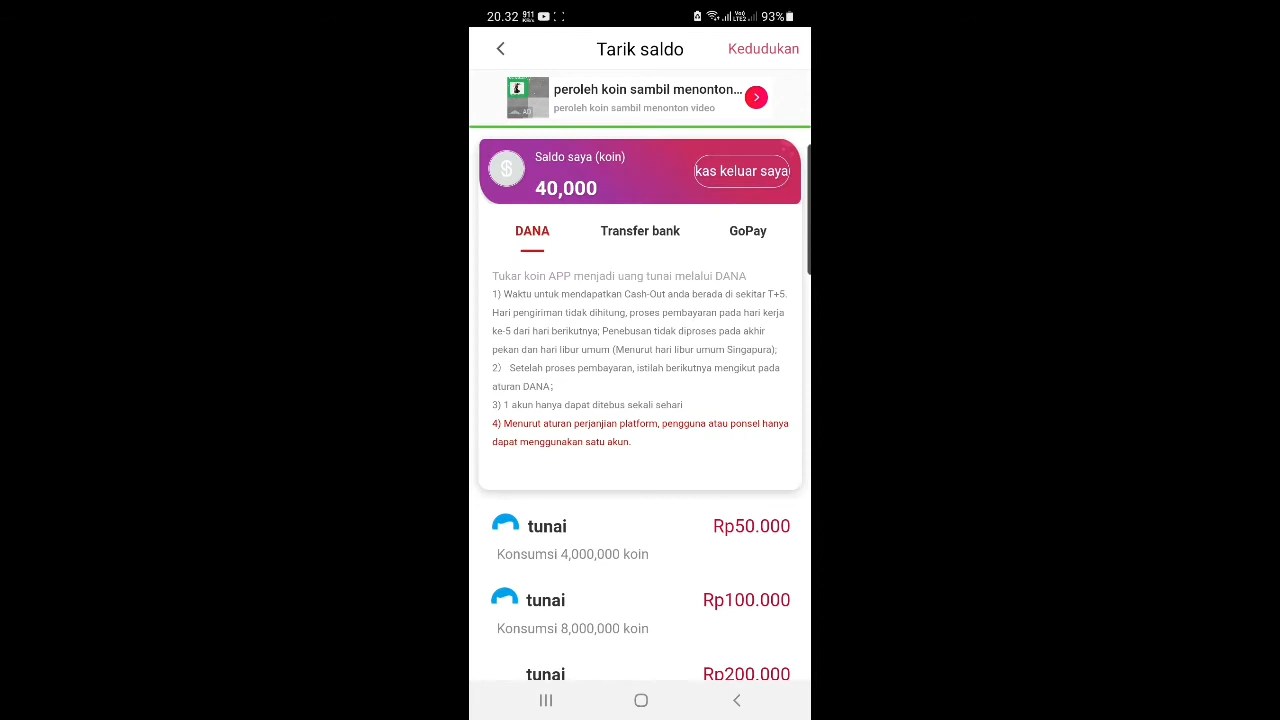 20.32 911 93%
Tarik saldo Kedudukan
peroleh koin sambil menonton...
peroleh koin sambil menonton video
AD
Saldo saya (koin)
kas keluar saya
40,000
DANA Transfer bank GoPay
Tukar koin APP menjadi uang tunai melalui DANA
1) Waktu untuk mendapatkan Cash-Out anda berada di sekitar T+5.
Hari pengiriman tidak dihitung, proses pembayaran pada hari kerja
ke-5 dari hari berikutnya; Penebusan tidak diproses pada akhir
pekan dan hari libur umum (Menurut hari libur umum Singapura);
2） Setelah proses pembayaran, istilah berikutnya mengikut pada
aturan DANA；
3) 1 akun hanya dapat ditebus sekali sehari
4) Menurut aturan perjanjian platform, pengguna atau ponsel hanya
dapat menggunakan satu akun.
tunai Rp50.000
Konsumsi 4,000,000 koin
tunai Rp100.000
Konsumsi 8,000,000 koin
tunai Rp200.000